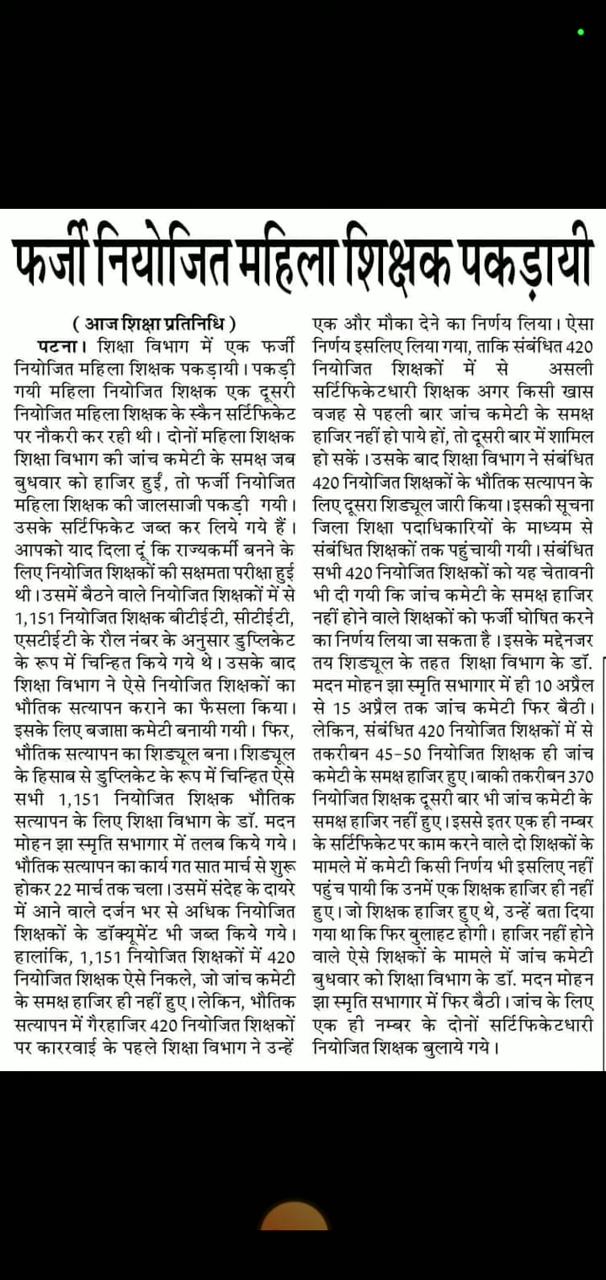 फर्जी नियोजित महिला शिक्षक पकड़ायी
( आज शिक्षा प्रतिनिधि )
पटना। शिक्षा विभाग में एक फर्जी
नियोजित महिला शिक्षक पकड़ायी। पकड़ी
गयी महिला नियोजित शिक्षक एक दूसरी
नियोजित महिला शिक्षक के स्कैन सर्टिफिकेट
पर नौकरी कर रही थी। दोनों महिला शिक्षक
शिक्षा विभाग की जांच कमेटी के समक्ष जब
बुधवार को हाजिर हुईं, तो फर्जी नियोजित
महिला शिक्षक की जालसाजी पकड़ी गयी।
उसके सर्टिफिकेट जब्त कर लिये गये हैं।
आपको याद दिला दूं कि राज्यकर्मी बनने के
लिए नियोजित शिक्षकों की सक्षमता परीक्षा हुई
थी। उसमें बैठने वाले नियोजित शिक्षकों में से
1,151 नियोजित शिक्षक बीटीईटी, सीटीईटी,
एसटीईटी के रौल नंबर के अनुसार डुप्लिकेट
के रूप में चिन्हित किये गये थे। उसके बाद
शिक्षा विभाग ने ऐसे नियोजित शिक्षकों का
भौतिक सत्यापन कराने का फैसला किया।
इसके लिए बजाप्ता कमेटी बनायी गयी। फिर,
भौतिक सत्यापन का शिड्यूल बना। शिड्यूल
के हिसाब से डुप्लिकेट के रूप में चिन्हित ऐसे
सभी 1,151 नियोजित शिक्षक भौतिक
सत्यापन के लिए शिक्षा विभाग के डॉ. मदन
मोहन झा स्मृति सभागार में तलब किये गये।
भौतिक सत्यापन का कार्य गत सात मार्च से शुरू
होकर 22 मार्च तक चला। उसमें संदेह के दायरे
में आने वाले दर्जन भर से अधिक नियोजित
शिक्षकों के डॉक्यूमेंट भी जब्त किये गये।
हालांकि, 1,151 नियोजित शिक्षकों में 420
नियोजित शिक्षक ऐसे निकले, जो जांच कमेटी
के समक्ष हाजिर ही नहीं हुए। लेकिन, भौतिक
सत्यापन में गैरहाजिर 420 नियोजित शिक्षकों
पर काररवाई के पहले शिक्षा विभाग ने उन्हें
एक और मौका देने का निर्णय लिया। ऐसा
निर्णय इसलिए लिया गया, ताकि संबंधित 420
नियोजित शिक्षकों में से असली
सर्टिफिकेटधारी शिक्षक अगर किसी खास
वजह से पहली बार जांच कमेटी के समक्ष
हाजिर नहीं हो पाये हों, तो दूसरी बार में शामिल
हो सकें। उसके बाद शिक्षा विभाग ने संबंधित
420 नियोजित शिक्षकों के भौतिक सत्यापन के
लिए दूसरा शिड्यूल जारी किया। इसकी सूचना
जिला शिक्षा पदाधिकारियों के माध्यम से
संबंधित शिक्षकों तक पहुंचायी गयी। संबंधित
सभी 420 नियोजित शिक्षकों को यह चेतावनी
भी दी गयी कि जांच कमेटी के समक्ष हाजिर
नहीं होने वाले शिक्षकों को फर्जी घोषित करने
का निर्णय लिया जा सकता है। इसके मद्देनजर
तय शिड्यूल के तहत शिक्षा विभाग के डॉ.
मदन मोहन झा स्मृति सभागार में ही 10 अप्रैल
से 15 अप्रैल तक जांच कमेटी फिर बैठी।
लेकिन, संबंधित 420 नियोजित शिक्षकों में से
तकरीबन 45-50 नियोजित शिक्षक ही जांच
कमेटी के समक्ष हाजिर हुए। बाकी तकरीबन 370
नियोजित शिक्षक दूसरी बार भी जांच कमेटी के
समक्ष हाजिर नहीं हुए। इससे इतर एक ही नम्बर
के सर्टिफिकेट पर काम करने वाले दो शिक्षकों के
मामले में कमेटी किसी निर्णय भी इसलिए नहीं
पहुंच पायी कि उनमें एक शिक्षक हाजिर ही नहीं
हुए। जो शिक्षक हाजिर हुए थे, उन्हें बता दिया
गया था कि फिर बुलाहट होगी। हाजिर नहीं होने
वाले ऐसे शिक्षकों के मामले में जांच कमेटी
बुधवार को शिक्षा विभाग के डॉ. मदन मोहन
झा स्मृति सभागार में फिर बैठी। जांच के लिए
एक ही नम्बर के दोनों सर्टिफिकेटधारी
नियोजित शिक्षक बुलाये गये।